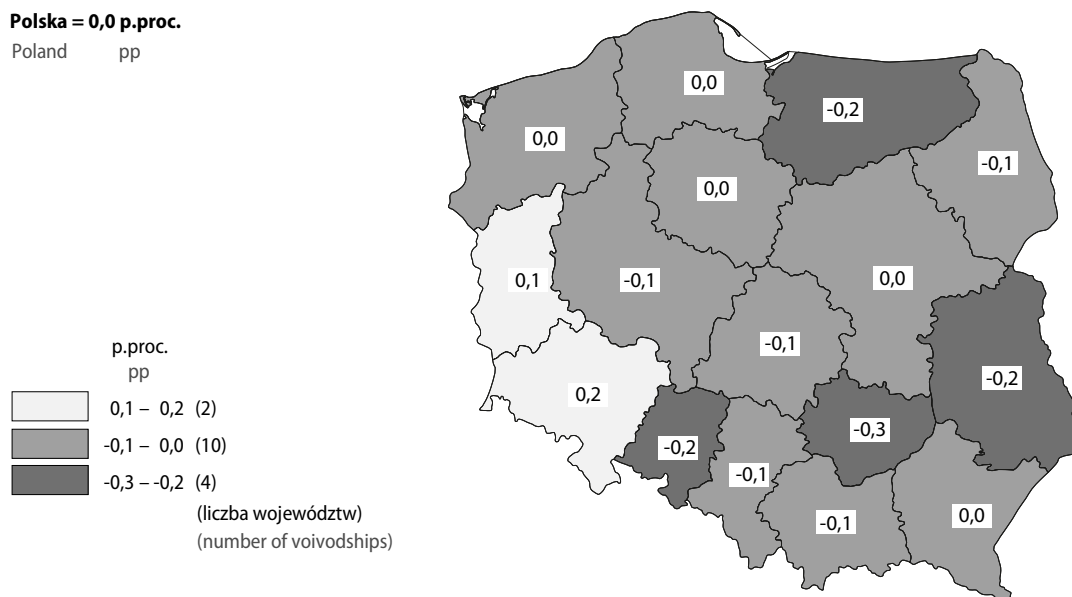 Polska = 0,0 p.proc.
Poland pp
0,0
-0,2
0,0
-0,1
0,0
0,1
-0,1
0,0
-0,1
-0,2
0,2
-0,3
-0,2
-0,1
-0,1
0,0
p.proc.
pp
0,1 – 0,2 (2)
-0,1 – 0,0 (10)
-0,3 – -0,2 (4)
(liczba województw)
(number of voivodships)